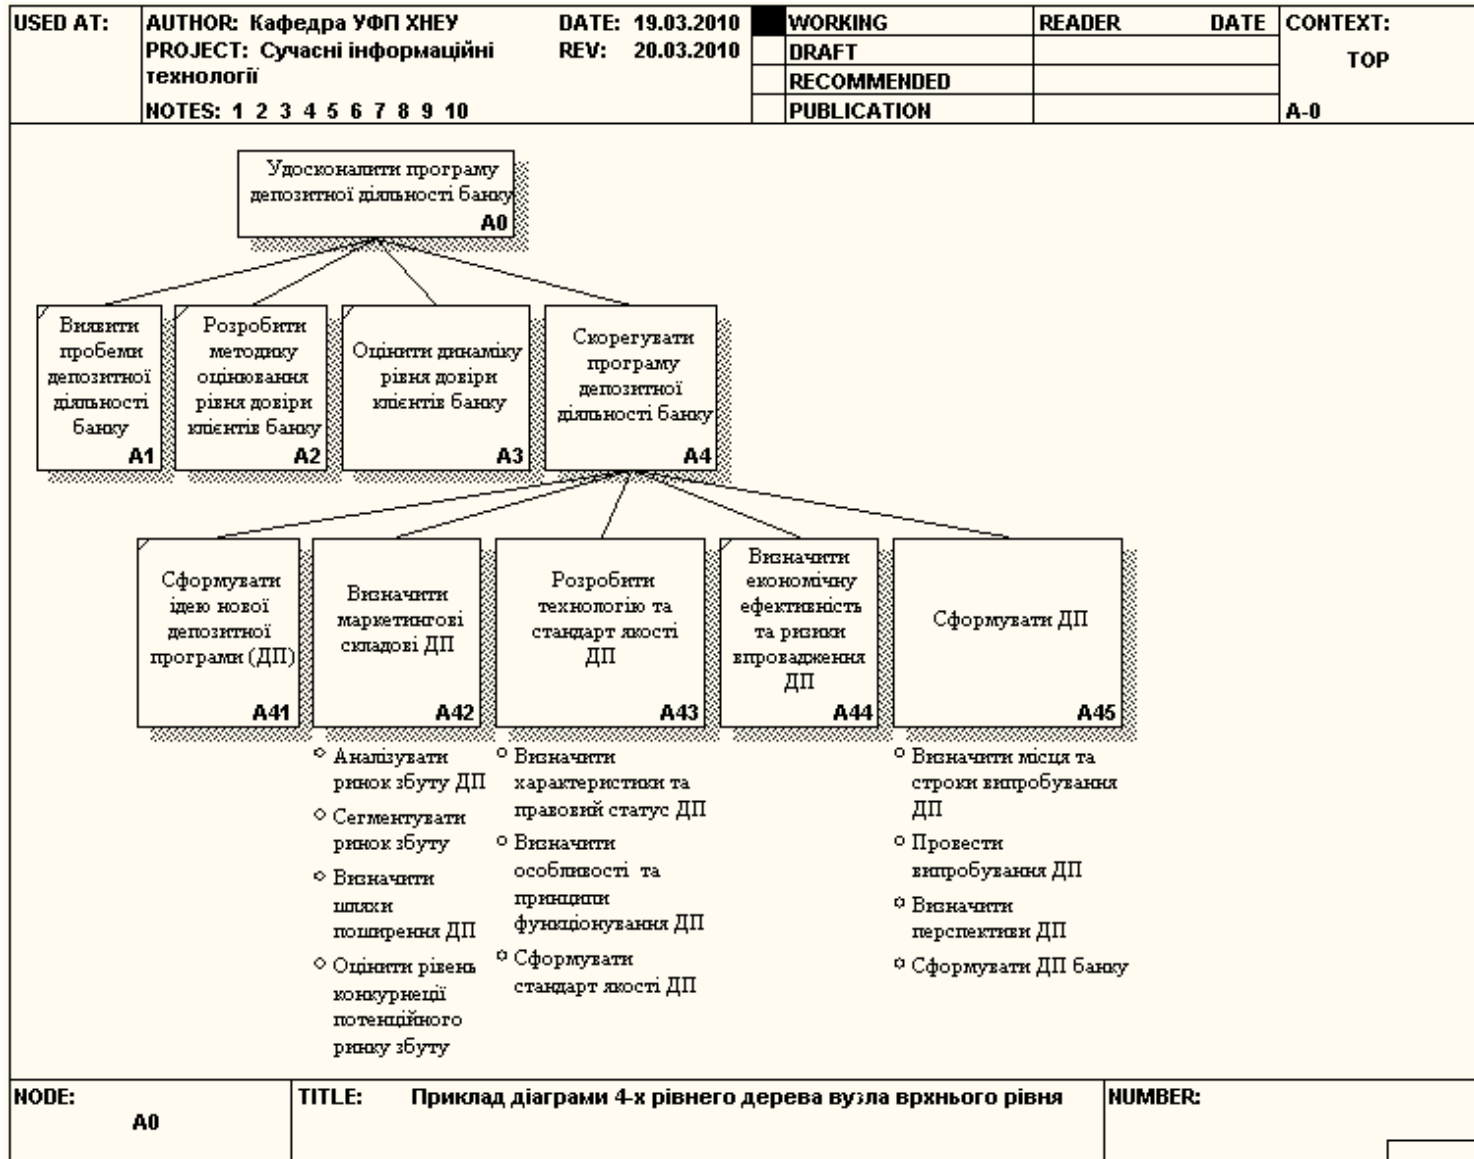 USED AT:
AUTHOR: Кафедра УФП ХНЕУ
DATE: 19.03.2010
WORKING
READER
DATE
CONTEXT:
PROJECT: Сучасні інформаційні
REV: 20.03.2010
DRAFT
TOP
технології
RECOMMENDED
NOTES: 1 2 3 4 5 6 7 8 9 10
PUBLICATION
A-0
Удосконалити програму
депозитної діяльності банку
A0
Виявити
пробеми
депозитної
діяльності
банку
A1
Розробити
методику
оцінювання
рівня довіри
клієнтів банку
A2
Оцінити динаміку
рівня довіри
клієнтів банку
A3
Скорегувати
програму
депозитної
діяльності банку
A4
Сформувати
ідею нової
депозитної
програми (ДП)
A41
Визначити
маркетингові
складові ДП
A42
Розробити
технологію та
стандарт якості
ДП
A43
Визначити
економічну
ефективність
та ризики
впровадження
ДП
A44
Сформувати ДП
A45
Аналізувати
ринок збуту ДП
Сегментувати
ринок збуту
Визначити
шляхи
поширення ДП
Оцінити рівень
конкурнеції
потенційного
ринку збуту
Визначити
характеристики та
правовий статус ДП
Визначити
особливості та
принципи
функціонування ДП
Сформувати
стандарт якості ДП
Визначити місця та
строки випробування
ДП
Провести
випробування ДП
Визначити
перспективи ДП
Сформувати ДП банку
NODE:
A0
TITLE: Приклад діаграми 4-х рівнего дерева вузла врхнього рівня
NUMBER: